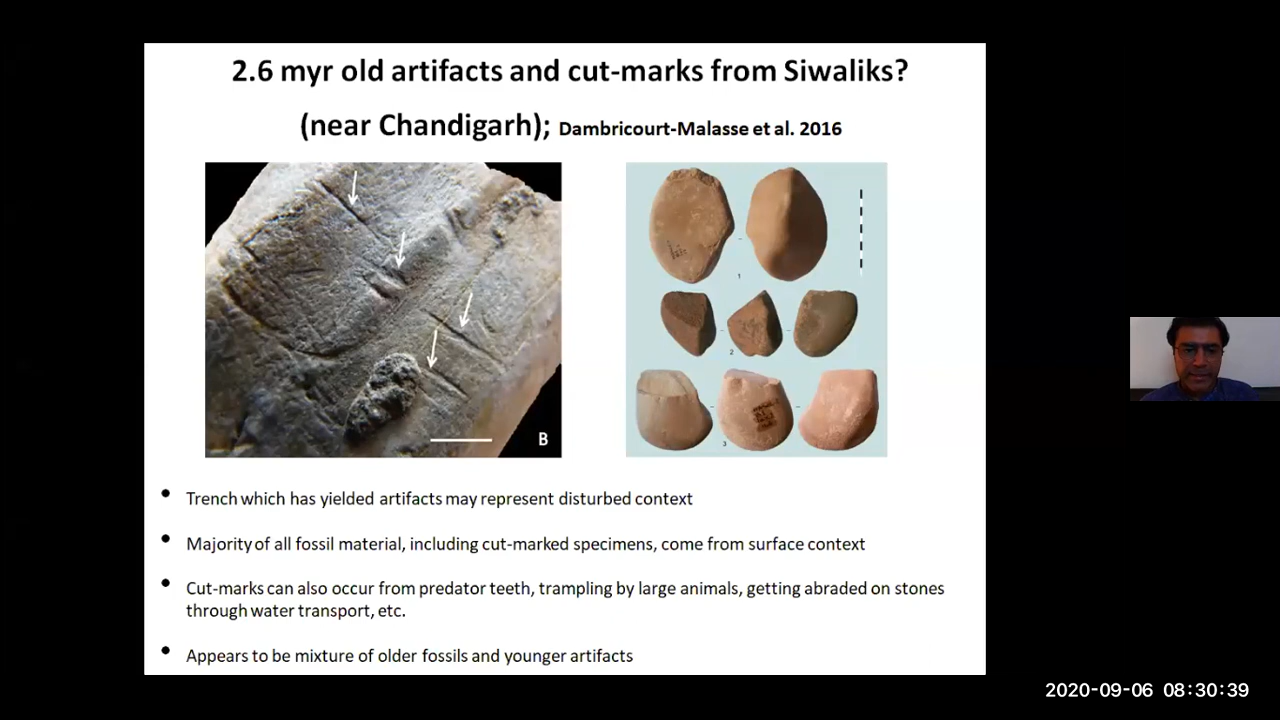 2.6 myr old artifacts and cut-marks from Siwaliks?
(near Chandigarh); Dambricourt-Malasse et al. 2016
B
1
2
3
• Trench which has yielded artifacts may represent disturbed context
• Majority of all fossil material, including cut-marked specimens, come from surface context
• Cut-marks can also occur from predator teeth, trampling by large animals, getting abraded on stones
through water transport, etc.
• Appears to be mixture of older fossils and younger artifacts
2020-09-06 08:30:39